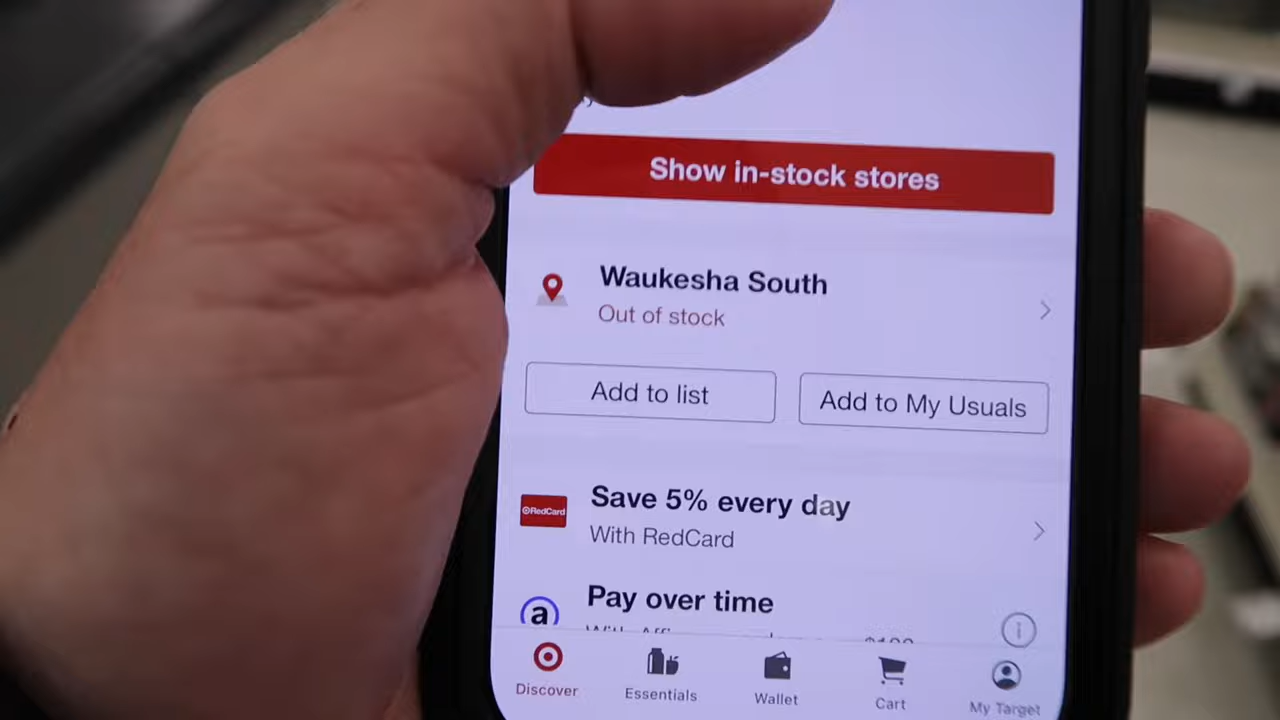 Show in-stock stores
Waukesha South
Out of stock
Add to list
Add to My Usuals
Save 5% every day
RedCard
With RedCard
Pay over time
a
Discover
Essentials
Wallet
Cart
My Target